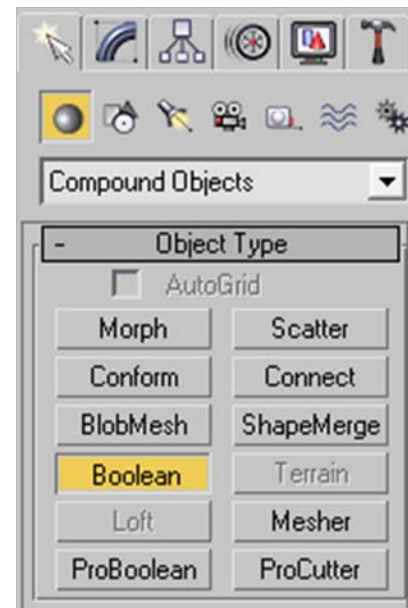 Compound Objects
- Object Type
AutoGrid
Morph Scatter
Conform Connect
BlobMesh ShapeMerge
Boolean Terrain
Loft Mesher
ProBoolean ProCutter